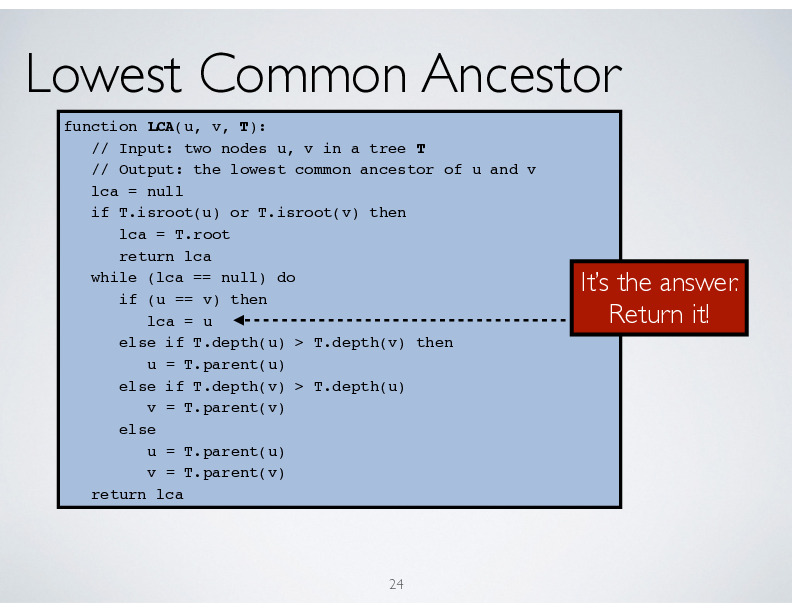 Lowest Common Ancestor
function LCA(u, v, T):
// Input: two nodes u, v in a tree T
// Output: the lowest common ancestor of u and v
lca = null
if T.isroot(u) or T.isroot(v) then
lca = T.root
return lca
while (lca == null) do
if (u == v) then
lca = u
else if T.depth(u) > T.depth(v) then
u = T.parent(u)
else if T.depth(v) > T.depth(u)
v = T.parent(v)
else
u = T.parent(u)
v = T.parent(v)
return lca
It's the answer.
Return it!
24